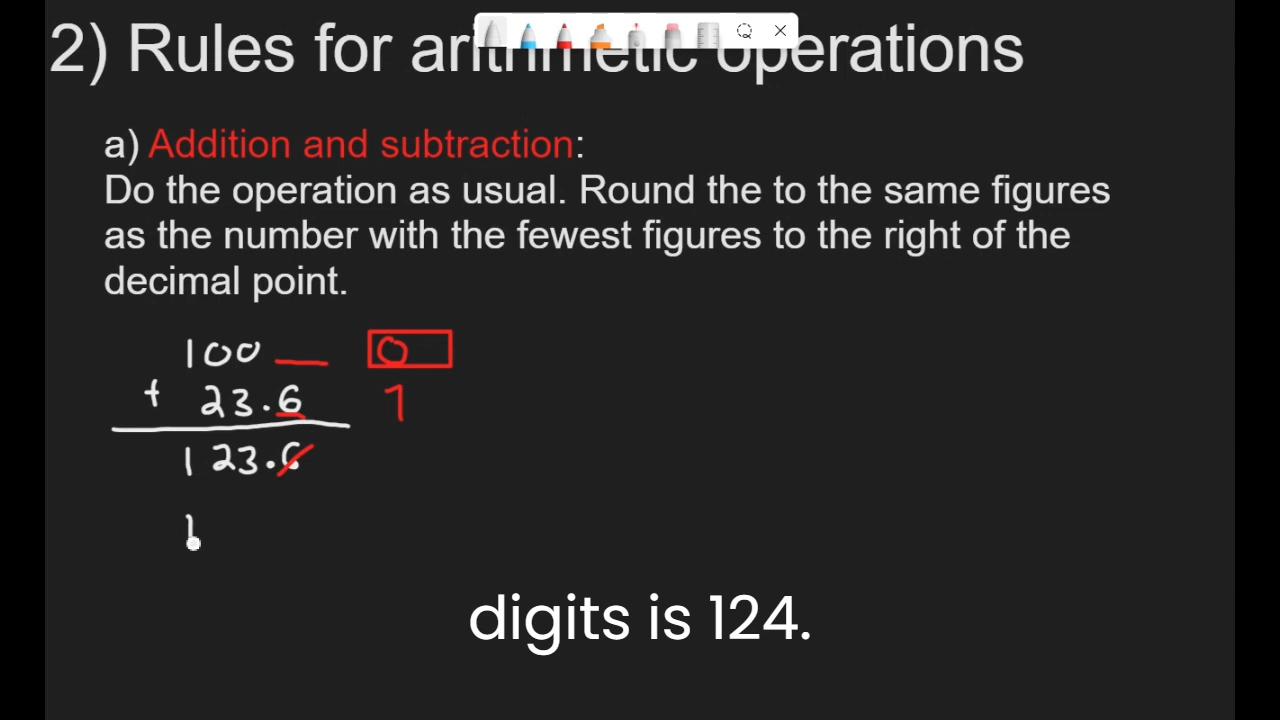 2) Rules for arithmetic operations
a) Addition and subtraction:
Do the operation as usual. Round the to the same figures
as the number with the fewest figures to the right of the
decimal point.
100 __ 0
+ 23.6 1
123.6
1
digits is 124.